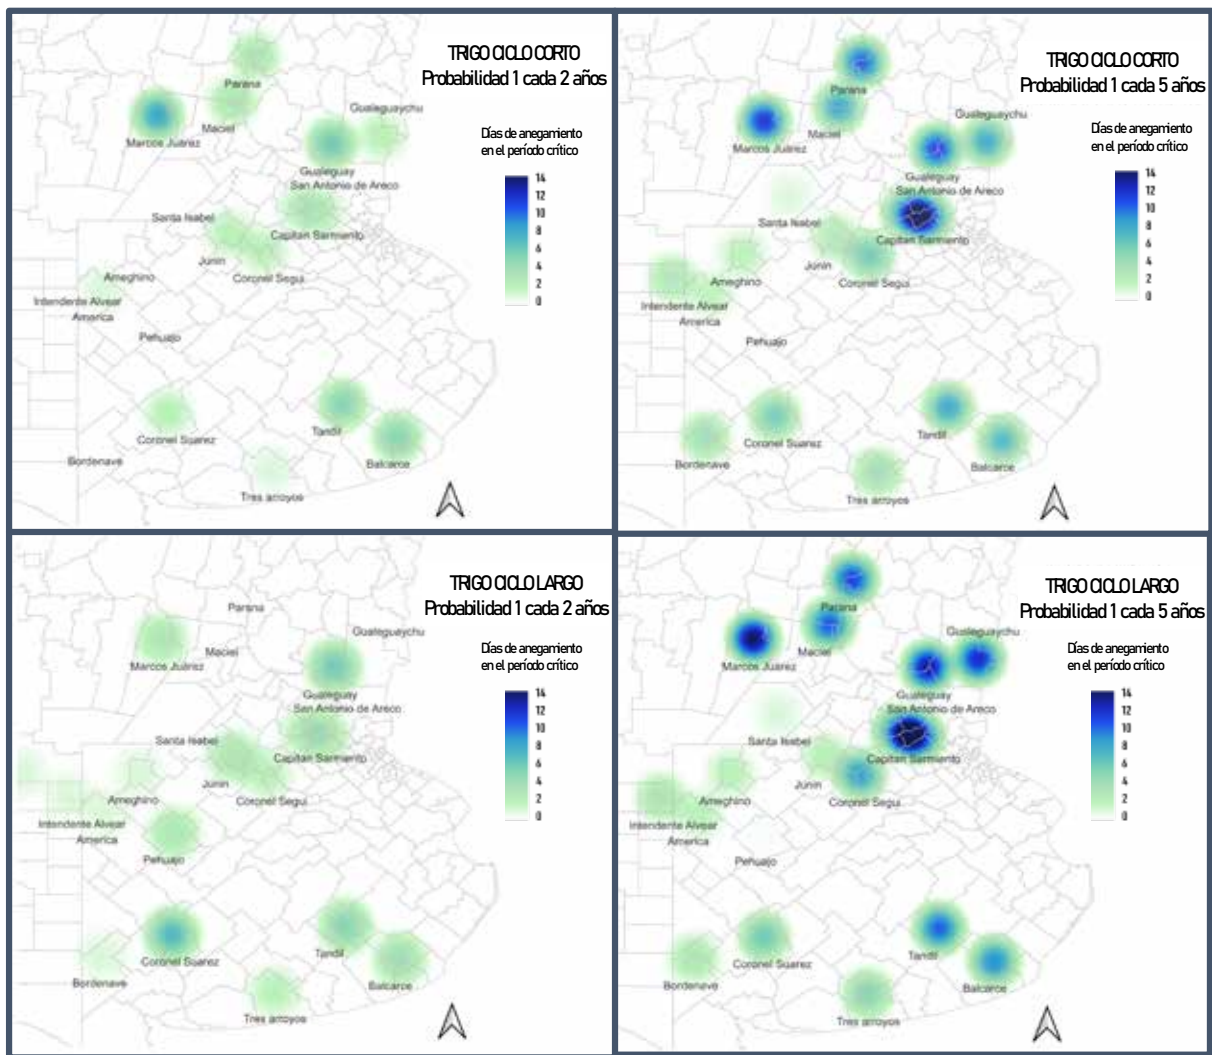 TRIGO CICLO CORTO
Probabilidad 1 cada 2 años
Días de anegamiento
en el período crítico
14
12
10
8
6
4
2
0
Parana
Gualeguaychu
Maciel
Marcos Juárez
Gualeguay
San Antonio de Areco
Santa Isabel
Capitan Sarmiento
Junin
Coronel Segui
Ameghino
Intendente Alvear
America
Pehuajo
Coronel Suarez
Tandil
Bordenave
Balcarce
Tres arroyos
TRIGO CICLO CORTO
Probabilidad 1 cada 5 años
Días de anegamiento
en el período crítico
14
12
10
8
6
4
2
0
Parana
Gualeguaychu
Maciel
Marcos Juárez
Gualeguay
San Antonio de Areco
Santa Isabel
Capitan Sarmiento
Junin
Coronel Segui
Ameghino
Intendente Alvear
America
Pehuajo
Coronel Suarez
Tandil
Bordenave
Balcarce
Tres arroyos
TRIGO CICLO LARGO
Probabilidad 1 cada 2 años
Días de anegamiento
en el período crítico
14
12
10
8
6
4
2
0
Parana
Gualeguaychu
Maciel
Marcos Juárez
Gualeguay
San Antonio de Areco
Santa Isabel
Capitan Sarmiento
Junin
Coronel Segui
Ameghino
Intendente Alvear
America
Pehuajo
Coronel Suarez
Tandil
Bordenave
Balcarce
Tres arroyos
TRIGO CICLO LARGO
Probabilidad 1 cada 5 años
Días de anegamiento
en el período crítico
14
12
10
8
6
4
2
0
Parana
Gualeguaychu
Maciel
Marcos Juárez
Gualeguay
San Antonio de Areco
Santa Isabel
Capitan Sarmiento
Junin
Coronel Segui
Ameghino
Intendente Alvear
America
Pehuajo
Coronel Suarez
Tandil
Bordenave
Balcarce
Tres arroyos